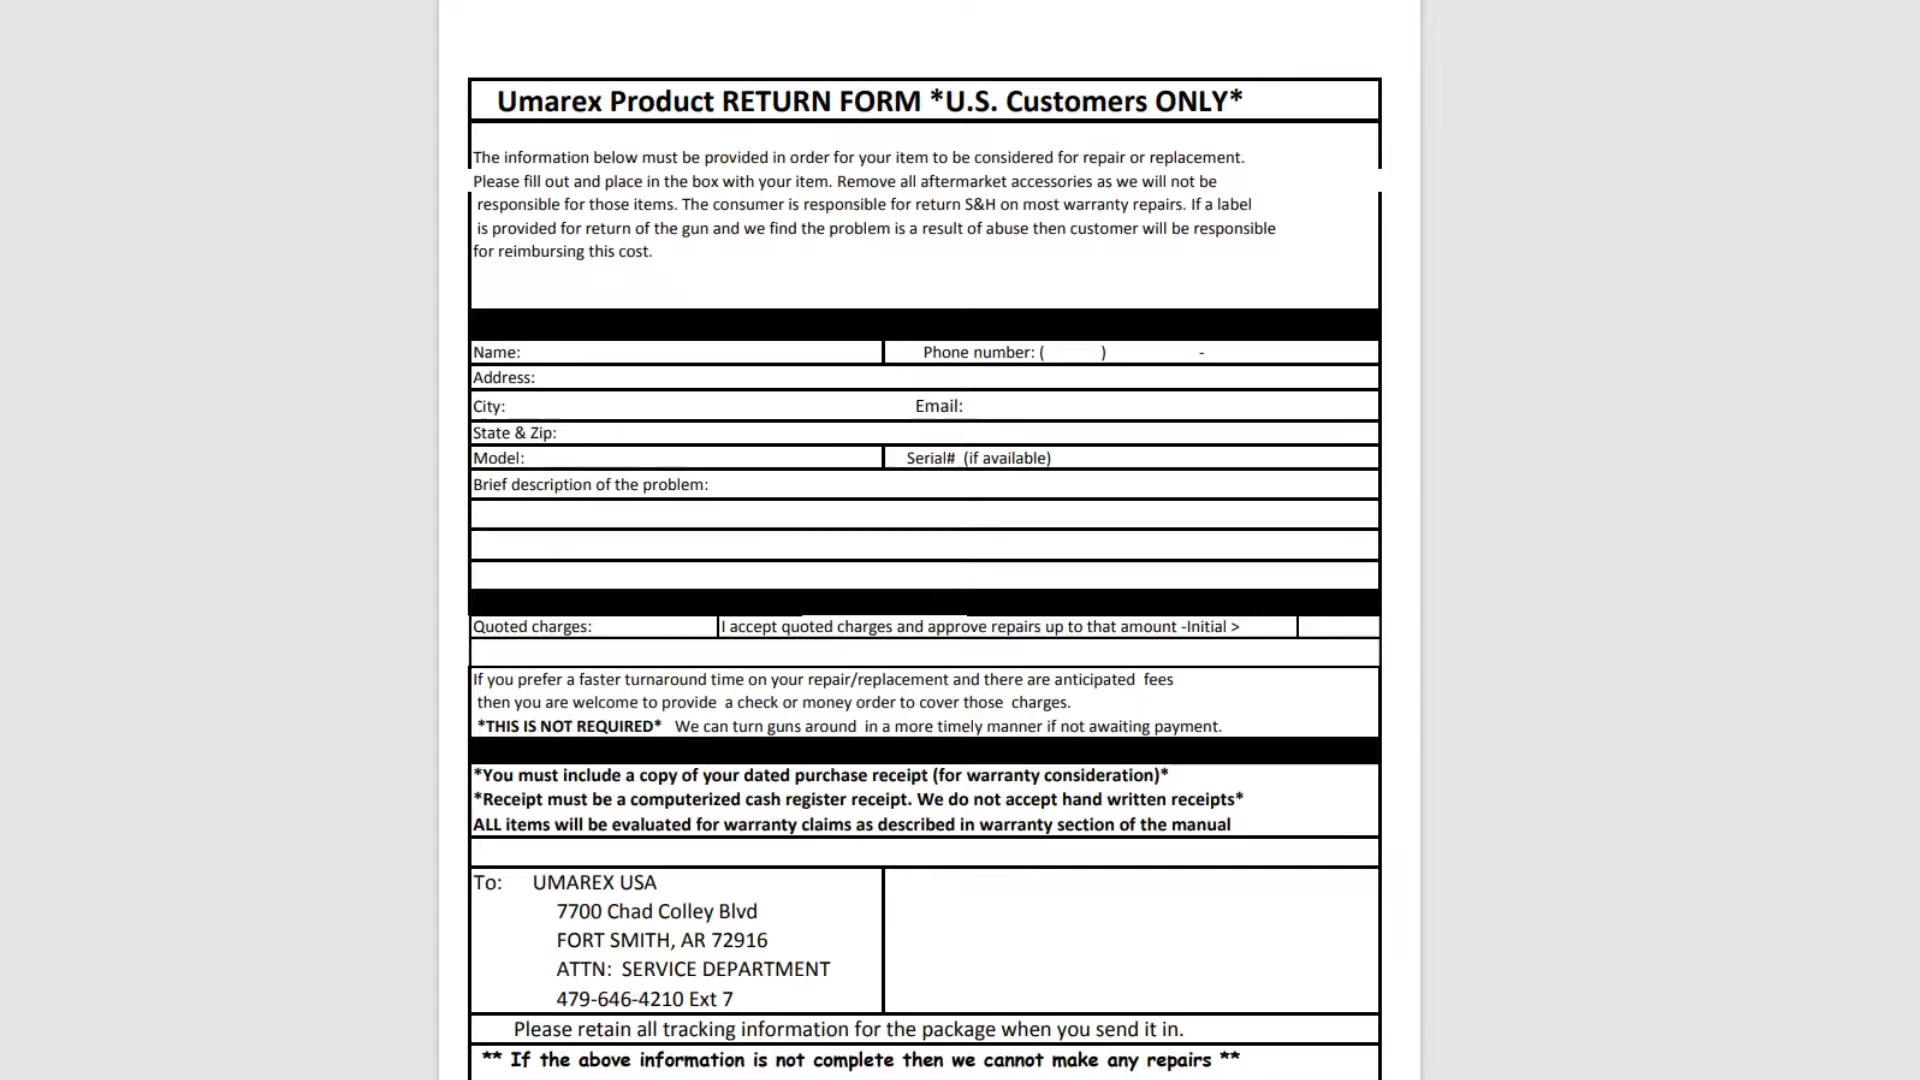 Umarex Product RETURN FORM *U.S. Customers ONLY*
The information below must be provided in order for your item to be considered for repair or replacement.
Please fill out and place in the box with your item. Remove all aftermarket accessories as we will not be
responsible for those items. The consumer is responsible for return S&H on most warranty repairs. If a label
is provided for return of the gun and we find the problem is a result of abuse then customer will be responsible
for reimbursing this cost.
Name: Phone number: ( ) -
Address:
City: Email:
State & Zip:
Model: Serial# (if available)
Brief description of the problem:
Quoted charges: I accept quoted charges and approve repairs up to that amount -Initial >
If you prefer a faster turnaround time on your repair/replacement and there are anticipated fees
then you are welcome to provide a check or money order to cover those charges.
*THIS IS NOT REQUIRED* We can turn guns around in a more timely manner if not awaiting payment.
*You must include a copy of your dated purchase receipt (for warranty consideration)*
*Receipt must be a computerized cash register receipt. We do not accept hand written receipts*
ALL items will be evaluated for warranty claims as described in warranty section of the manual
To: UMAREX USA
7700 Chad Colley Blvd
FORT SMITH, AR 72916
ATTN: SERVICE DEPARTMENT
479-646-4210 Ext 7
Please retain all tracking information for the package when you send it in.
** If the above information is not complete then we cannot make any repairs **